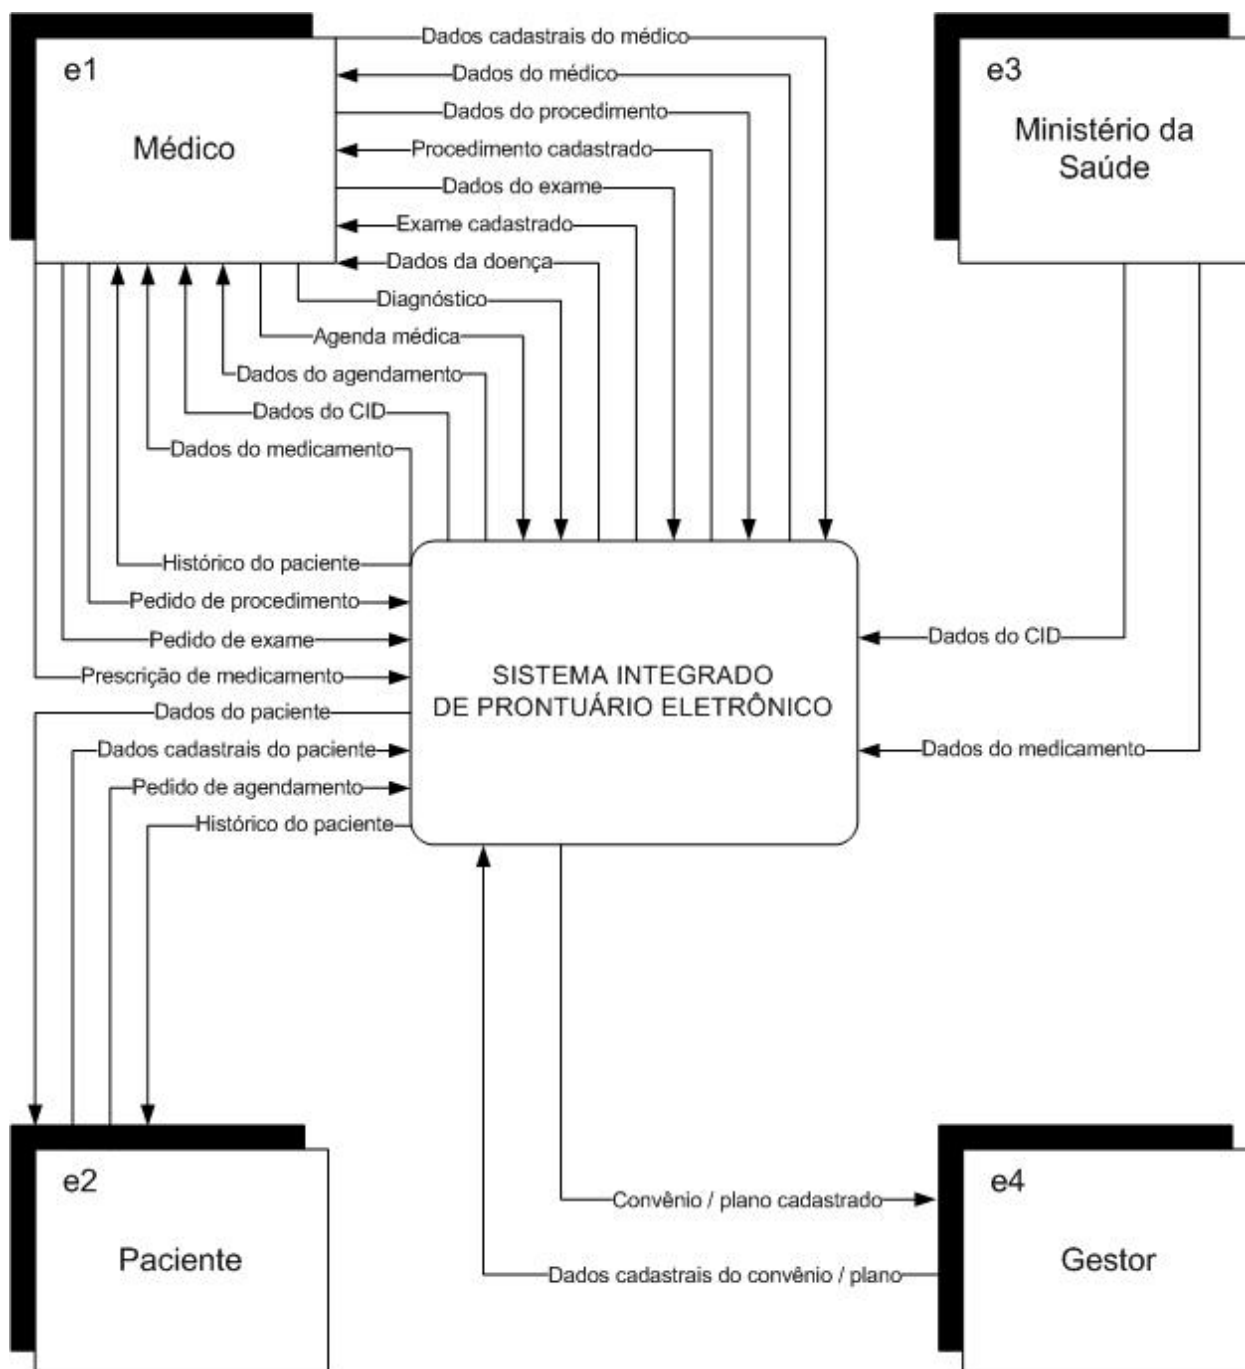 e1
Médico
Dados cadastrais do médico
Dados do médico
Dados do procedimento
Procedimento cadastrado
Dados do exame
Exame cadastrado
Dados da doença
Diagnóstico
Agenda médica
Dados do agendamento
Dados do CID
Dados do medicamento
Histórico do paciente
Pedido de procedimento
Pedido de exame
Prescrição de medicamento
Dados do paciente
Dados cadastrais do paciente
Pedido de agendamento
Histórico do paciente
e3
Ministério da
Saúde
SISTEMA INTEGRADO
DE PRONTUÁRIO ELETRÔNICO
Dados do CID
Dados do medicamento
e2
Paciente
Convênio / plano cadastrado
Dados cadastrais do convênio / plano
e4
Gestor